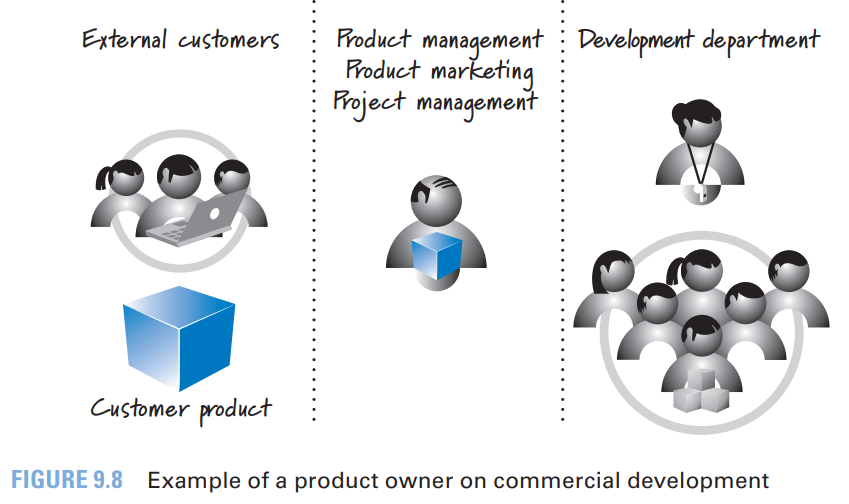 External customers
Product management
Product marketing
Project management
Development department
Customer product
FIGURE 9.8 Example of a product owner on commercial development